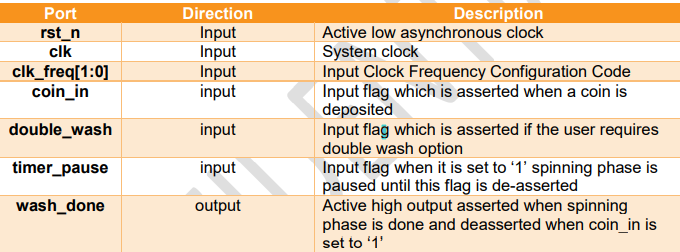 Port Direction Description
rst_n Input Active low asynchronous clock
clk Input System clock
clk_freq[1:0] Input Input Clock Frequency Configuration Code
coin_in input Input flag which is asserted when a coin is
deposited
double_wash input Input flag which is asserted if the user requires
double wash option
timer_pause input Input flag when it is set to ‘1’ spinning phase is
paused until this flag is de-asserted
wash_done output Active high output asserted when spinning
phase is done and deasserted when coin_in is
set to ‘1’